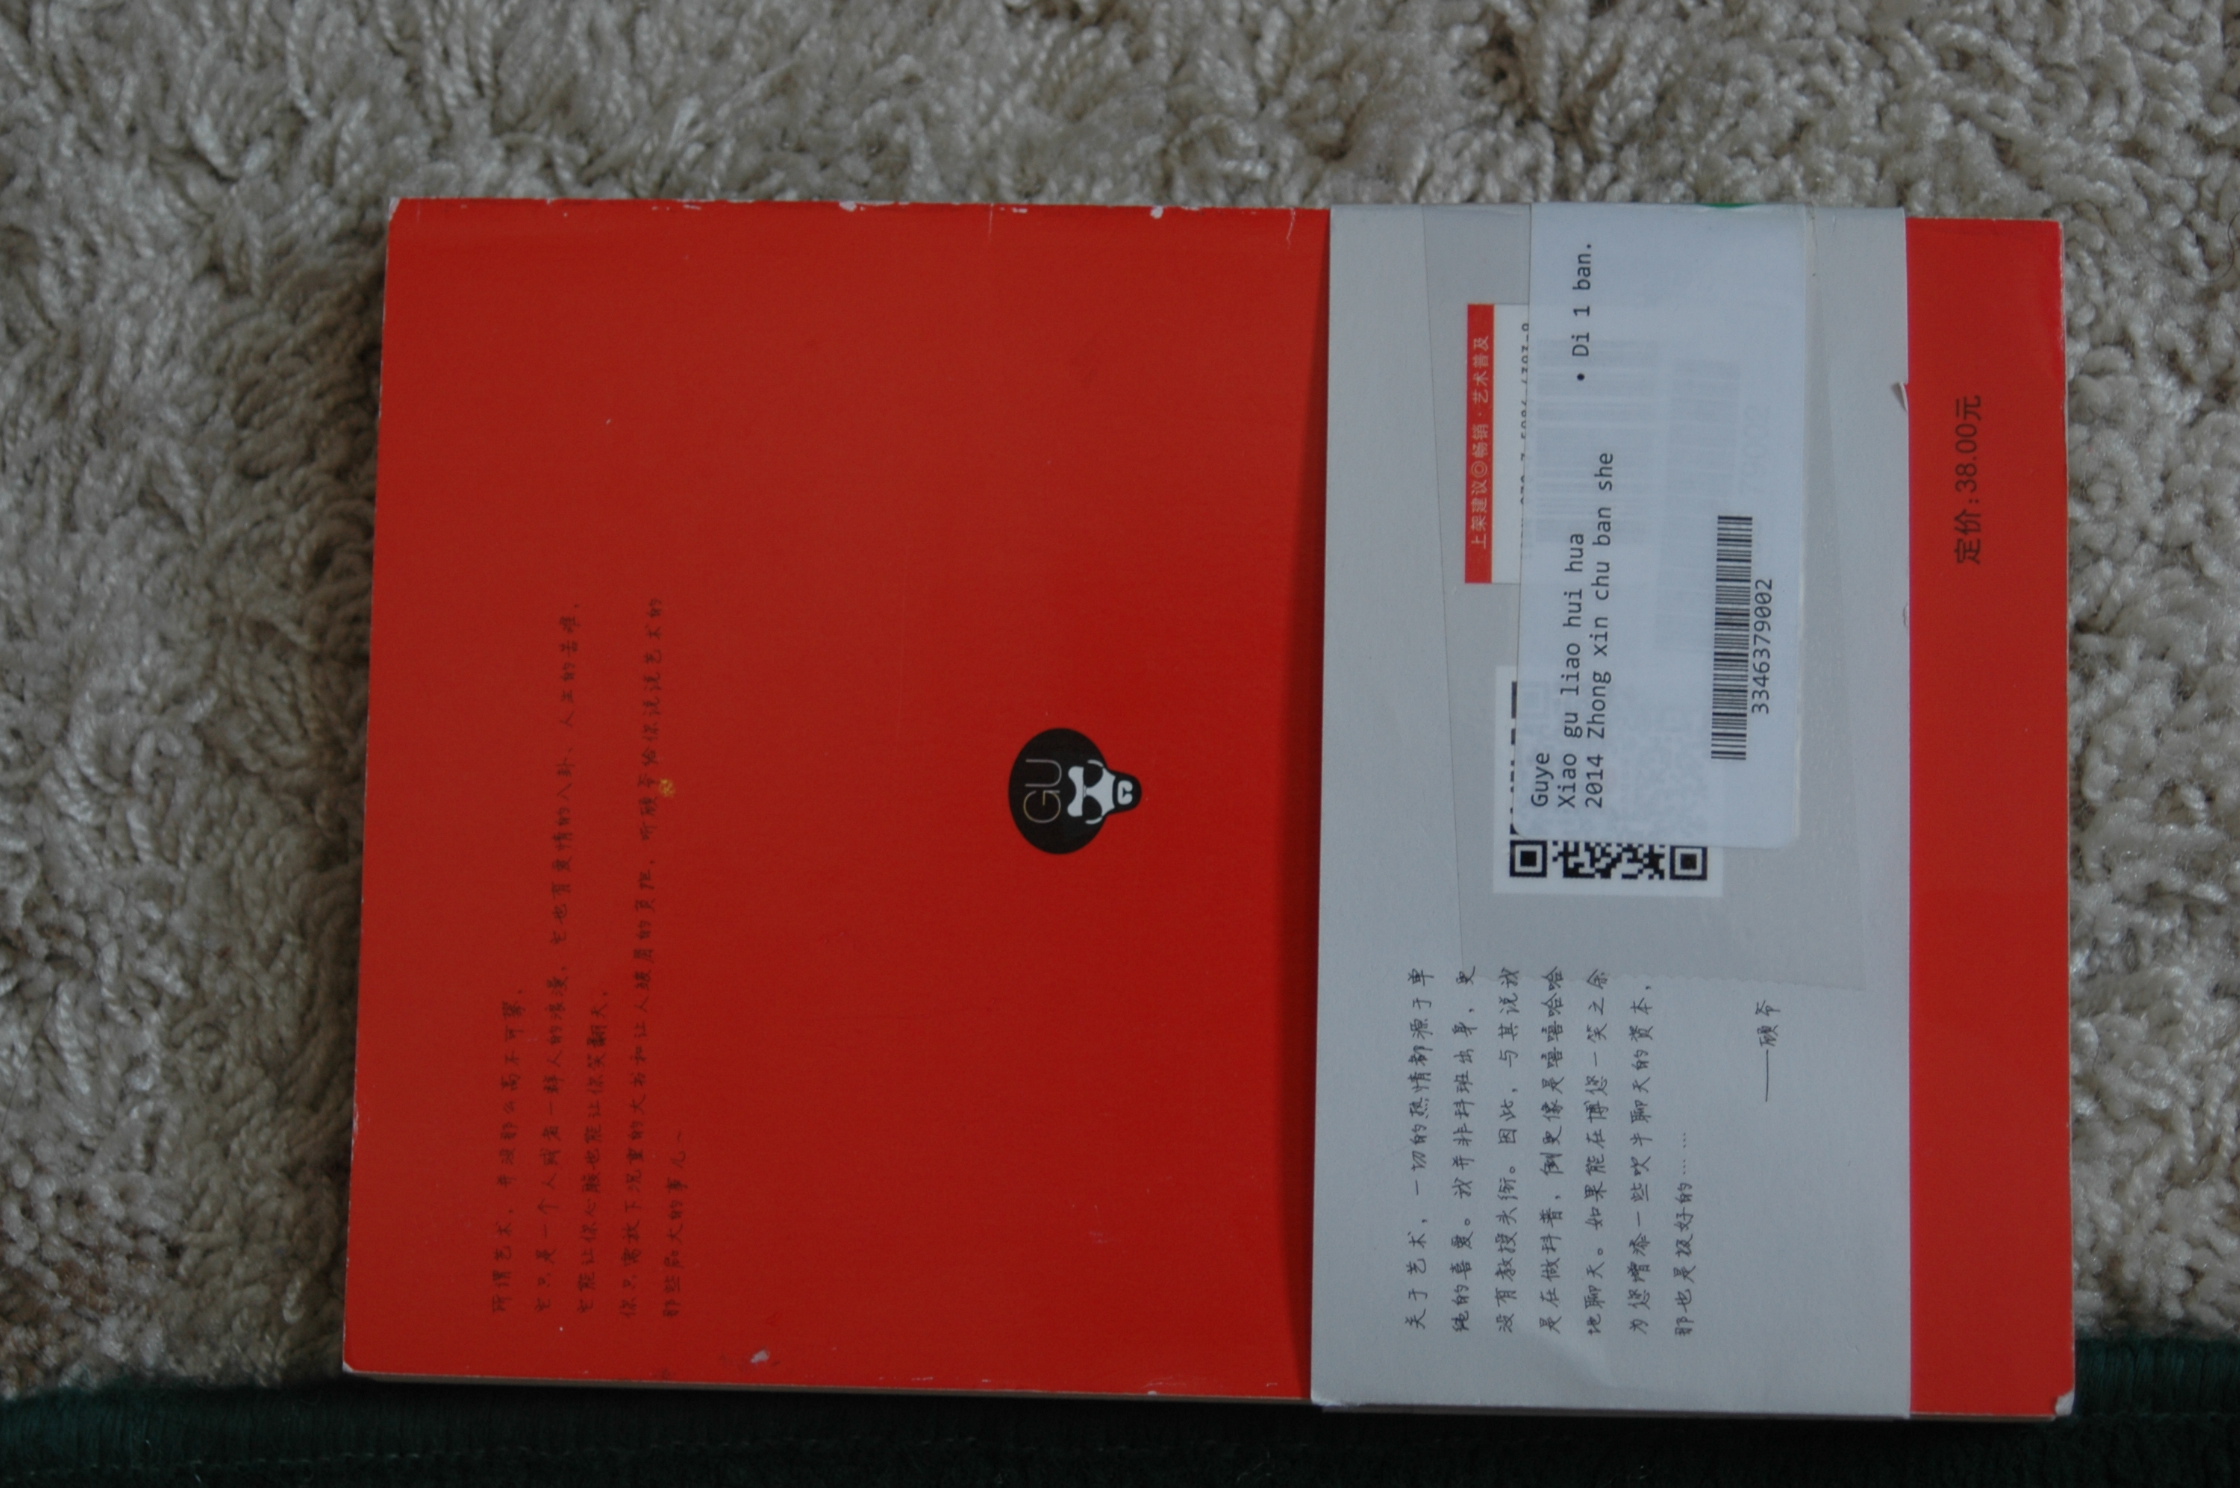 所谓艺术，并没那么高不可攀，
它只是一个人或者一群人的浪漫，它也有爱情的八卦、人生的苦难，
它能让你心酸也能让你笑翻天，
你只需放下沉重的大书和让人疲惫的负担，听顾爷给你说说艺术的
那些屁大的事儿～
GU
关于艺术，一切的热情都源于单
纯的喜爱。我并非科班出身，更
没有教授头衔。因此，与其说我
是在做科普，倒更像是嘻嘻哈哈
地聊天。如果能在博您一笑之余
为您增添一些吹牛聊天的资本，
那也是极好的……
——顾爷
上架建议◎畅销·艺术普及
Guye
Xiao gu liao hui hua
• Di 1 ban.
2014 Zhong xin chu ban she
3346379002
定价:38.00元